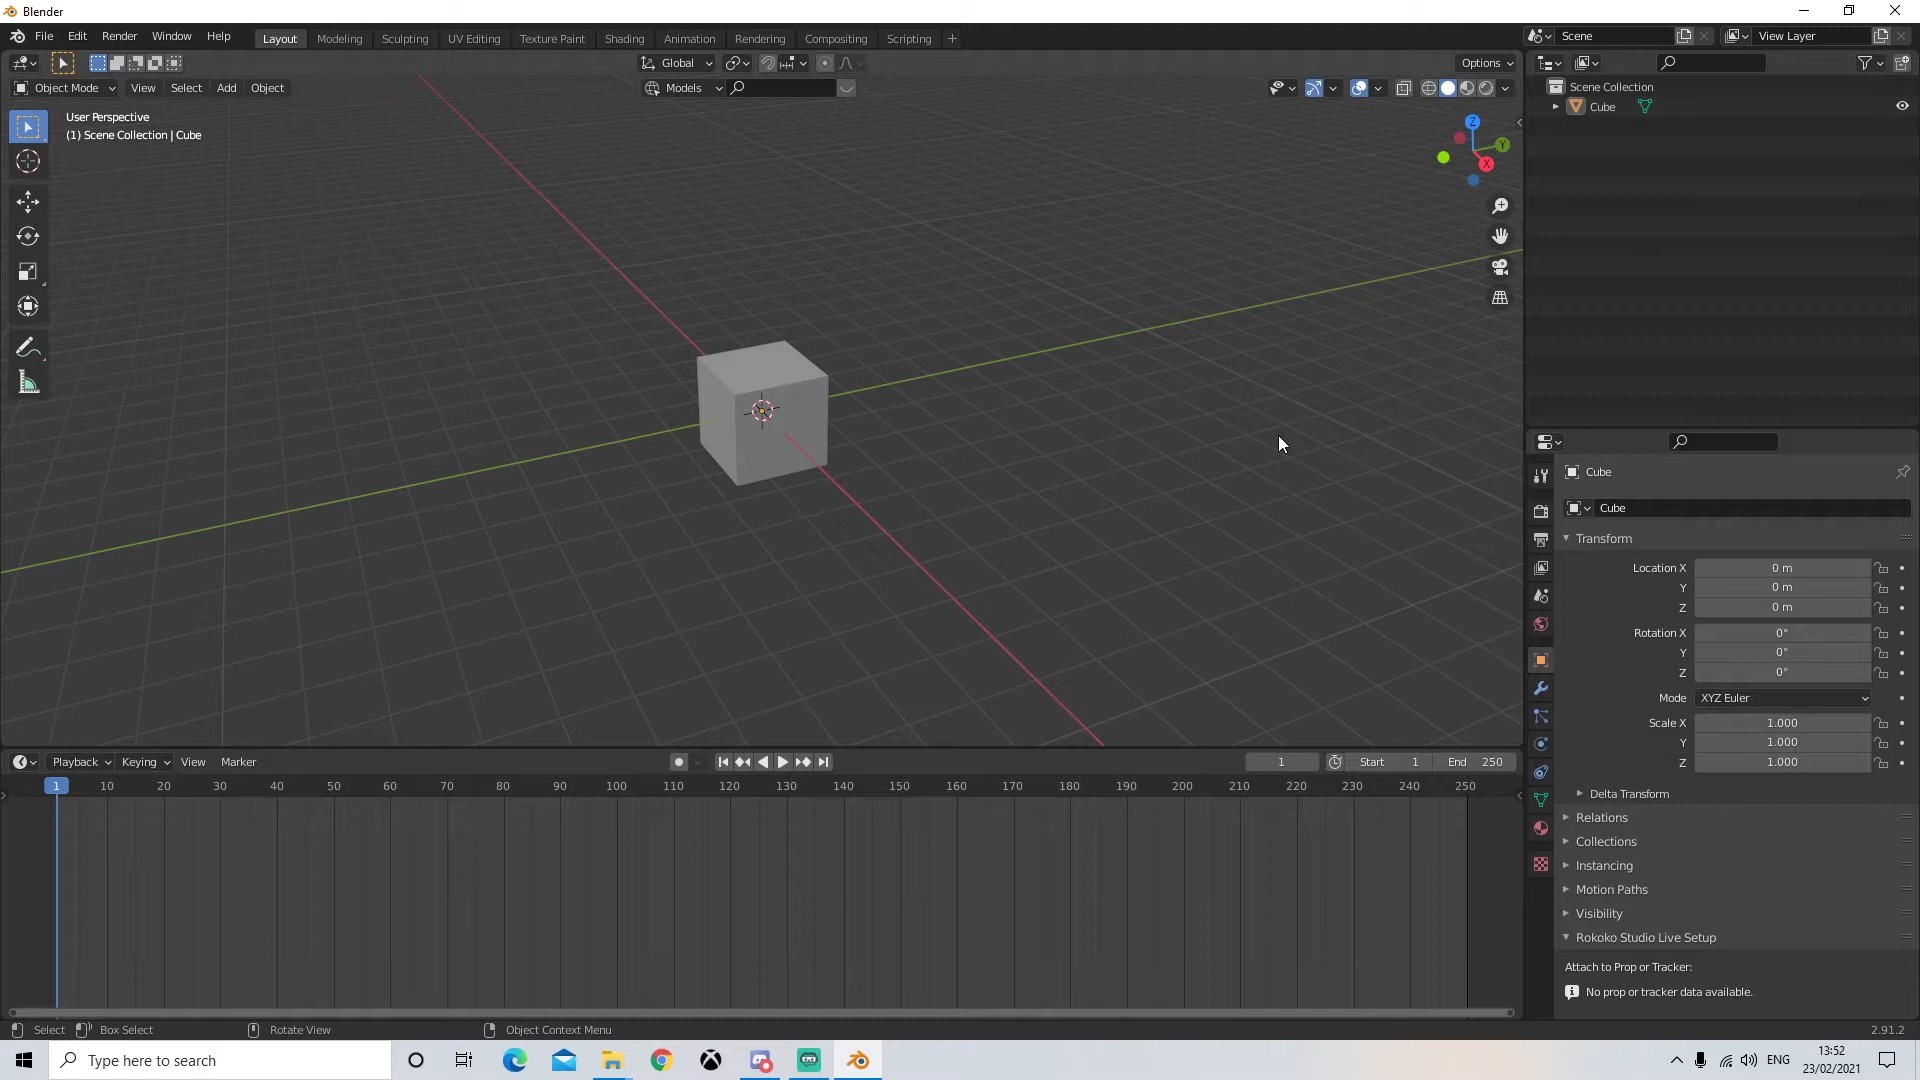 Blender
File Edit Render Window Help Layout Modeling Sculpting UV Editing Texture Paint Shading Animation Rendering Compositing Scripting + Scene View Layer
Global Options
Object Mode View Select Add Object Models
User Perspective
(1) Scene Collection | Cube
Z
Y
X
Scene Collection
Cube
Cube
Cube
Transform
Location X 0 m
Y 0 m
Z 0 m
Rotation X 0°
Y 0°
Z 0°
Mode XYZ Euler
Scale X 1.000
Y 1.000
Z 1.000
Delta Transform
Relations
Collections
Instancing
Motion Paths
Visibility
Rokoko Studio Live Setup
Attach to Prop or Tracker:
No prop or tracker data available.
Playback Keying View Marker 1 Start 1 End 250
1 10 20 30 40 50 60 70 80 90 100 110 120 130 140 150 160 170 180 190 200 210 220 230 240 250
Select Box Select Rotate View Object Context Menu 2.91.2
Type here to search ENG 13:52
23/02/2021